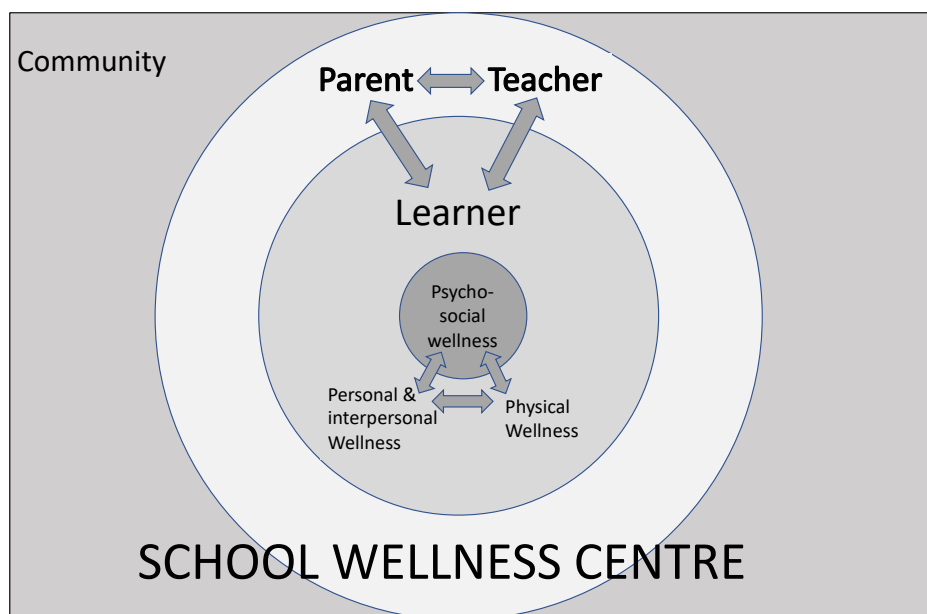 Community
Parent Teacher
Learner
Psycho-
social
wellness
Personal &
interpersonal
Wellness
Physical
Wellness
SCHOOL WELLNESS CENTRE